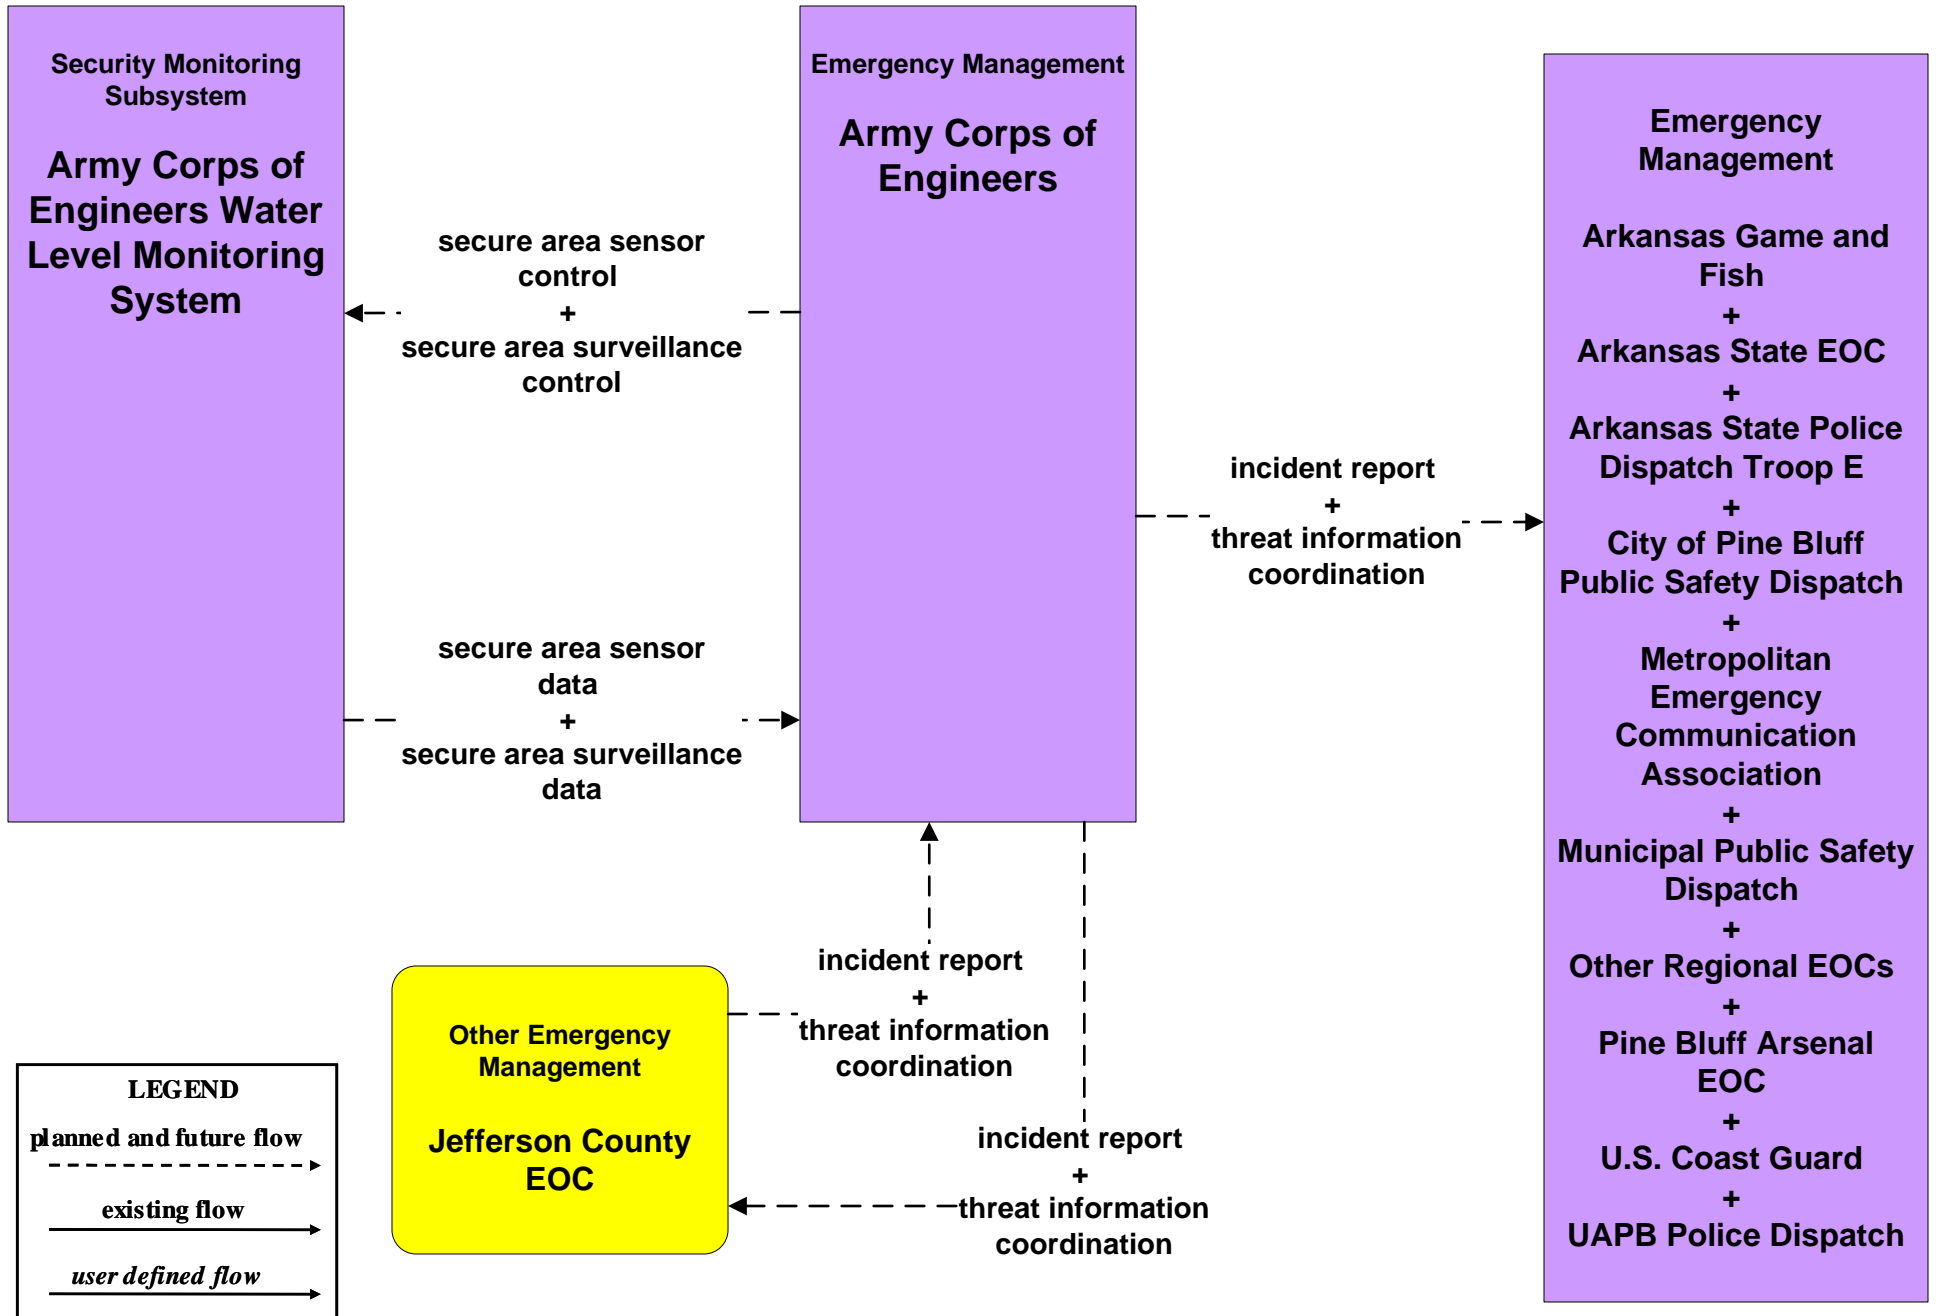 Security Monitoring
Subsystem
Army Corps of
Engineers Water
Level Monitoring
System
secure area sensor
control
+
secure area surveillance
control
secure area sensor
data
+
secure area surveillance
data
Emergency Management
Army Corps of
Engineers
incident report
+
threat information
coordination
Emergency
Management
Arkansas Game and
Fish
+
Arkansas State EOC
+
Arkansas State Police
Dispatch Troop E
+
City of Pine Bluff
Public Safety Dispatch
+
Metropolitan
Emergency
Communication
Association
+
Municipal Public Safety
Dispatch
+
Other Regional EOCs
+
Pine Bluff Arsenal
EOC
+
U.S. Coast Guard
+
UAPB Police Dispatch
incident report
+
threat information
coordination
Other Emergency
Management
Jefferson County
EOC
incident report
+
threat information
coordination
LEGEND
planned and future flow
existing flow
user defined flow